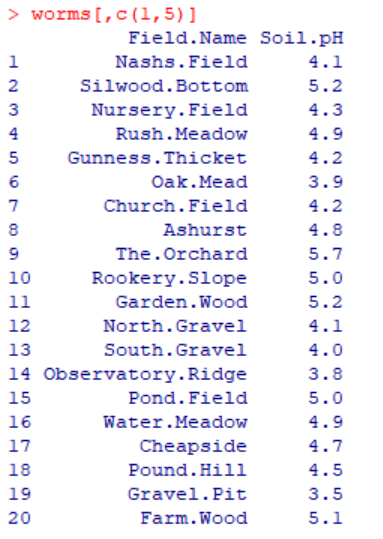 > worms[,c(1,5)]
Field.Name Soil.pH
1 Nashs.Field 4.1
2 Silwood.Bottom 5.2
3 Nursery.Field 4.3
4 Rush.Meadow 4.9
5 Gunness.Thicket 4.2
6 Oak.Mead 3.9
7 Church.Field 4.2
8 Ashurst 4.8
9 The.Orchard 5.7
10 Rookery.Slope 5.0
11 Garden.Wood 5.2
12 North.Gravel 4.1
13 South.Gravel 4.0
14 Observatory.Ridge 3.8
15 Pond.Field 5.0
16 Water.Meadow 4.9
17 Cheapside 4.7
18 Pound.Hill 4.5
19 Gravel.Pit 3.5
20 Farm.Wood 5.1